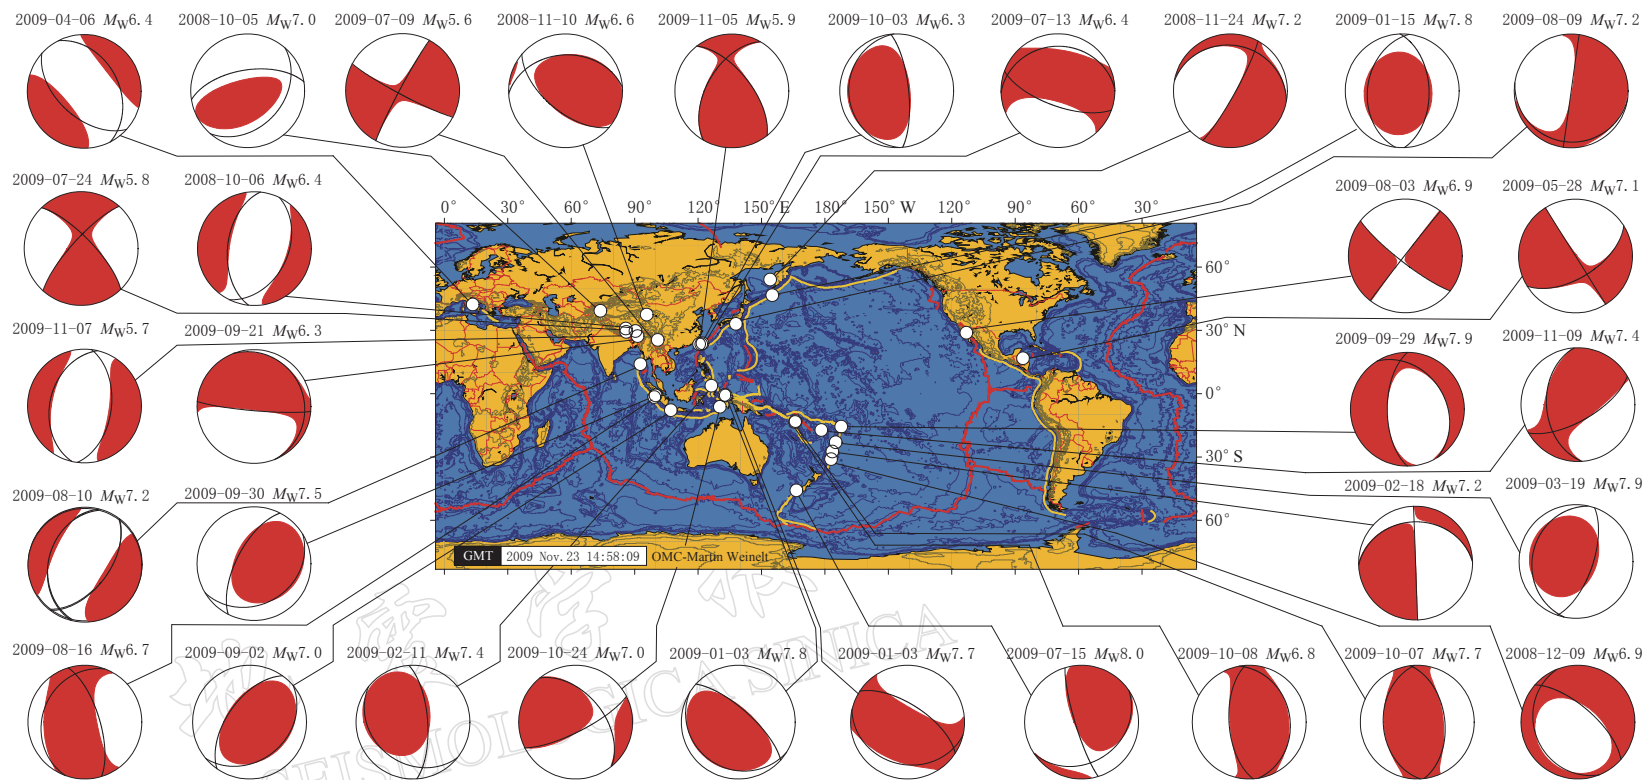 2009-04-06 MW6.4
2008-10-05 MW7.0
2009-07-09 MW5.6
2008-11-10 MW6.6
2009-11-05 MW5.9
2009-10-03 MW6.3
2009-07-13 MW6.4
2008-11-24 MW7.2
2009-01-15 MW7.8
2009-08-09 MW7.2
2009-07-24 MW5.8
2008-10-06 MW6.4
2009-08-03 MW6.9
2009-05-28 MW7.1
0° 30° 60° 90° 120° 150° E 180° 150° W 120° 90° 60° 30°
60°
30° N
0°
30° S
60°
2009-11-07 MW5.7
2009-09-21 MW6.3
2009-09-29 MW7.9
2009-11-09 MW7.4
2009-08-10 MW7.2
2009-09-30 MW7.5
2009-02-18 MW7.2
2009-03-19 MW7.9
GMT 2009 Nov.23 14:58:09 OMC-Martin Weinelt
地震学报
SEISMOLOGICA SINICA
2009-08-16 MW6.7
2009-09-02 MW7.0
2009-02-11 MW7.4
2009-10-24 MW7.0
2009-01-03 MW7.8
2009-01-03 MW7.7
2009-07-15 MW8.0
2009-10-08 MW6.8
2009-10-07 MW7.7
2008-12-09 MW6.9